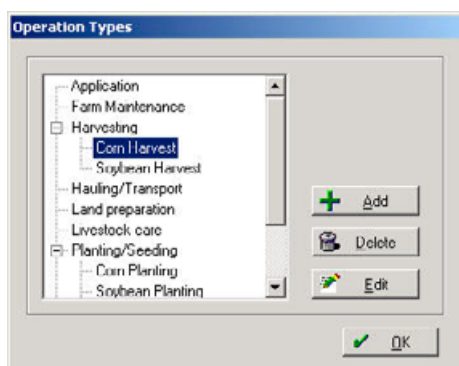 Operation Types
Application
Farm Maintenance
Harvesting
Corn Harvest
Soybean Harvest
Hauling/Transport
Land preparation
Livestock care
Planting/Seeding
Corn Planting
Soybean Planting
Add
Delete
Edit
OK